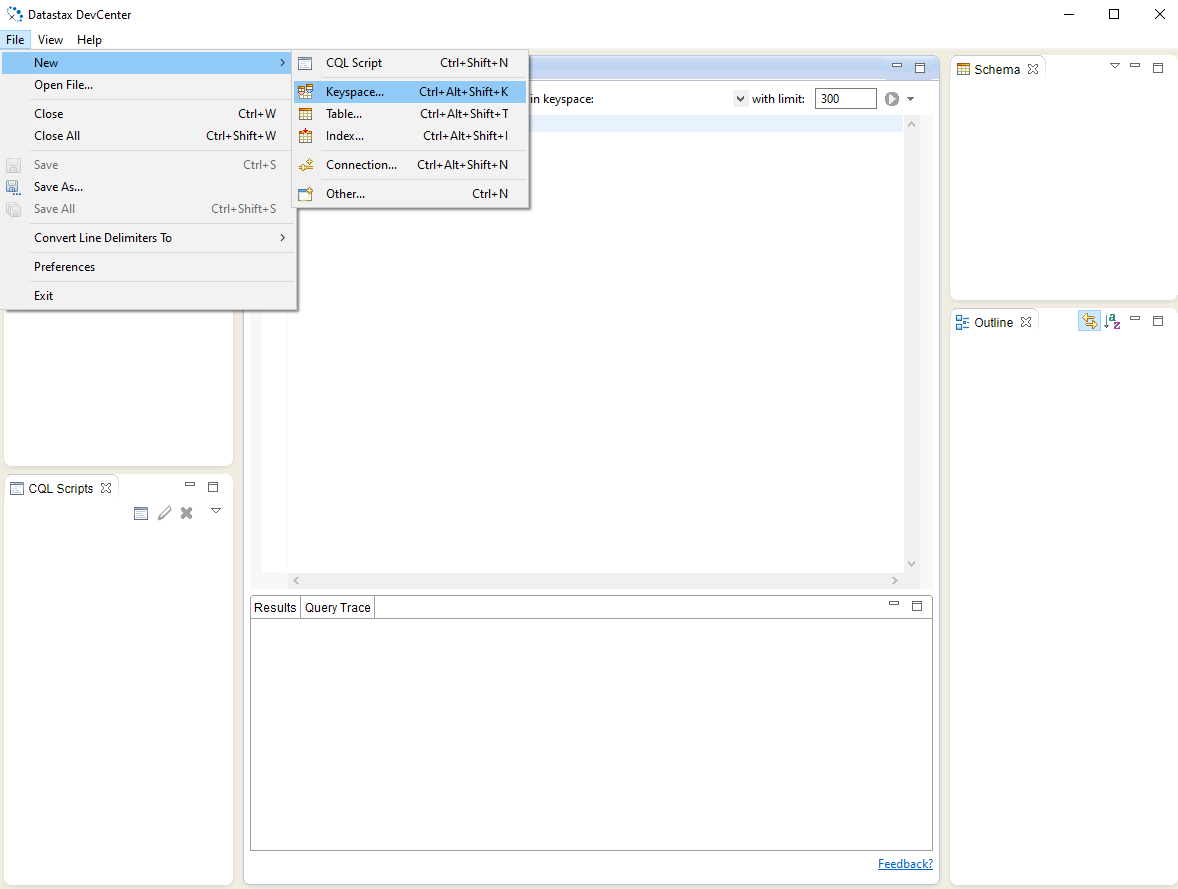 Datastax DevCenter
File View Help
New
Open File...
Close Ctrl+W
Close All Ctrl+Shift+W
Save Ctrl+S
Save As...
Save All Ctrl+Shift+S
Convert Line Delimiters To
Preferences
Exit
CQL Script Ctrl+Shift+N
Keyspace... Ctrl+Alt+Shift+K
Table... Ctrl+Alt+Shift+T
Index... Ctrl+Alt+Shift+I
Connection... Ctrl+Alt+Shift+N
Other... Ctrl+N
in keyspace: with limit: 300
Schema
Outline
CQL Scripts
Results Query Trace
Feedback?